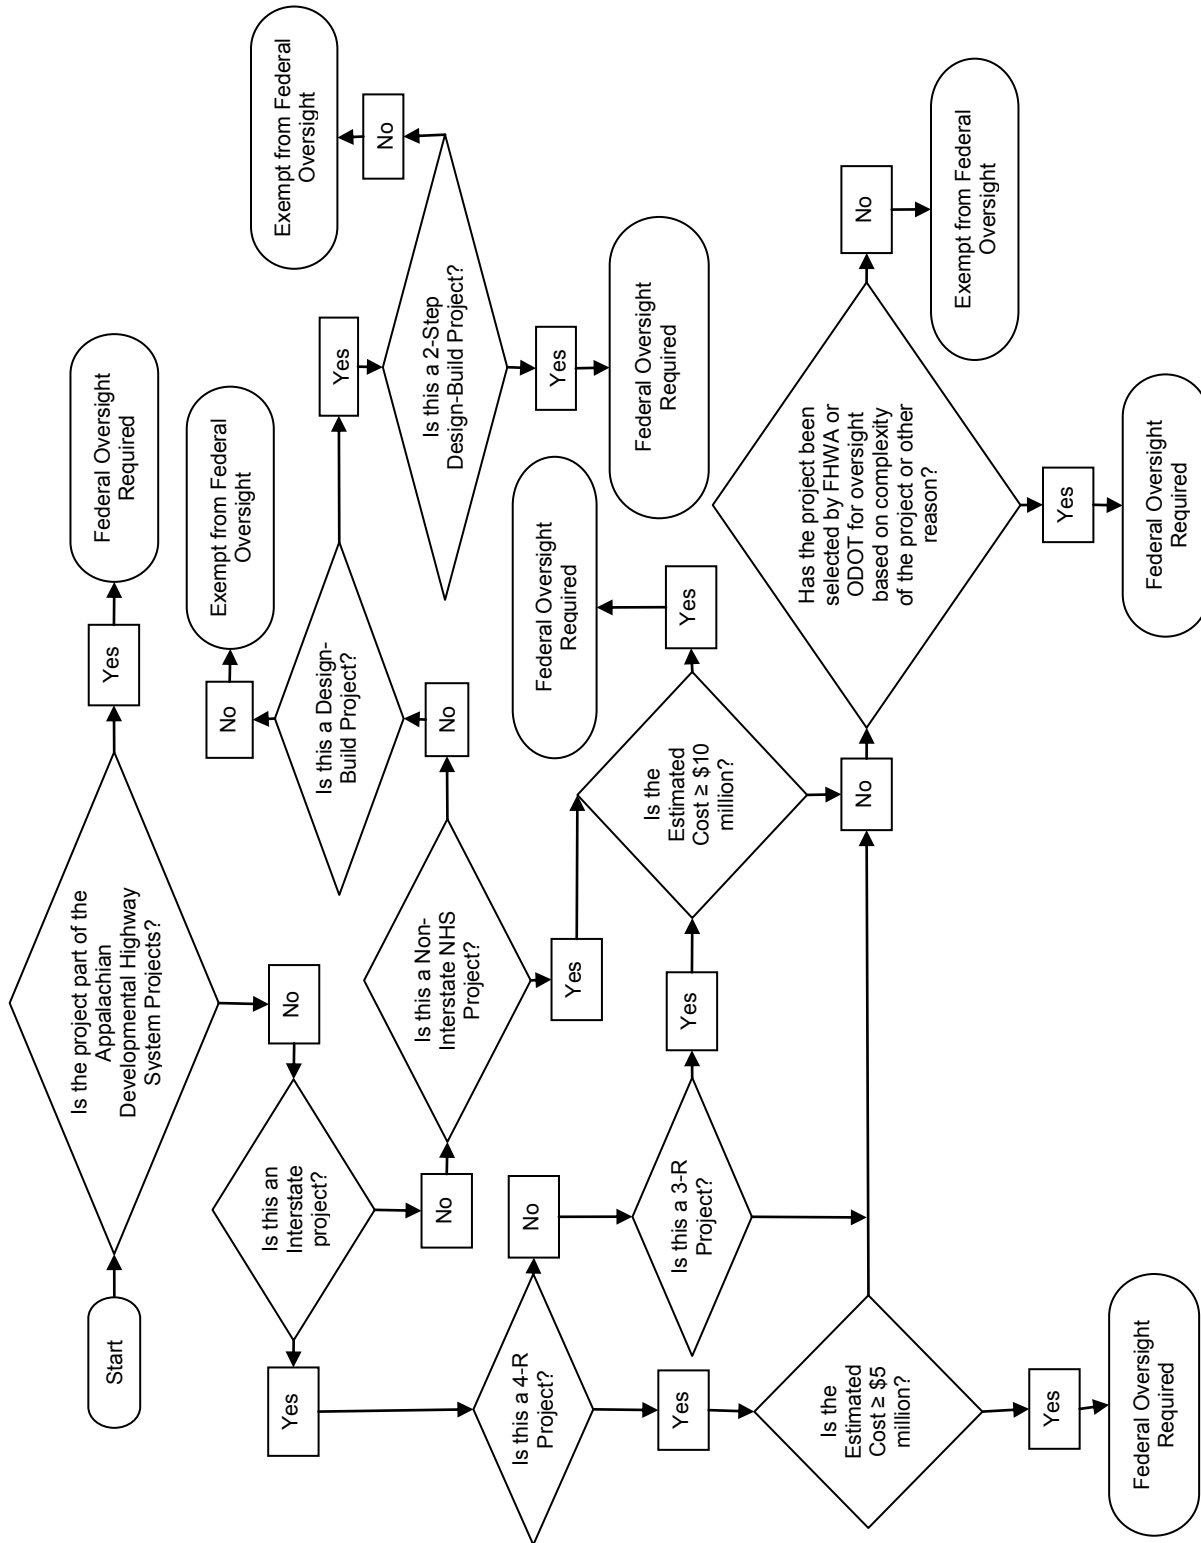 Start
Is the project part of the
Appalachian
Developmental Highway
System Projects?
Yes
Federal Oversight
Required
No
Is this an
Interstate
project?
No
Is this a Non-
Interstate NHS
Project?
No
Is this a Design-
Build Project?
No
Exempt from Federal
Oversight
Yes
Is this a 2-Step
Design-Build Project?
No
Exempt from Federal
Oversight
Yes
Federal Oversight
Required
Yes
Is this a 4-R
Project?
No
Is this a 3-R
Project?
Yes
Yes
Is the
Estimated
Cost ≥ $10
million?
Yes
Federal Oversight
Required
Yes
Is the
Estimated
Cost ≥ $5
million?
Yes
Federal Oversight
Required
No
Has the project been
selected by FHWA or
ODOT for oversight
based on complexity
of the project or other
reason?
No
Exempt from Federal
Oversight
Yes
Federal Oversight
Required